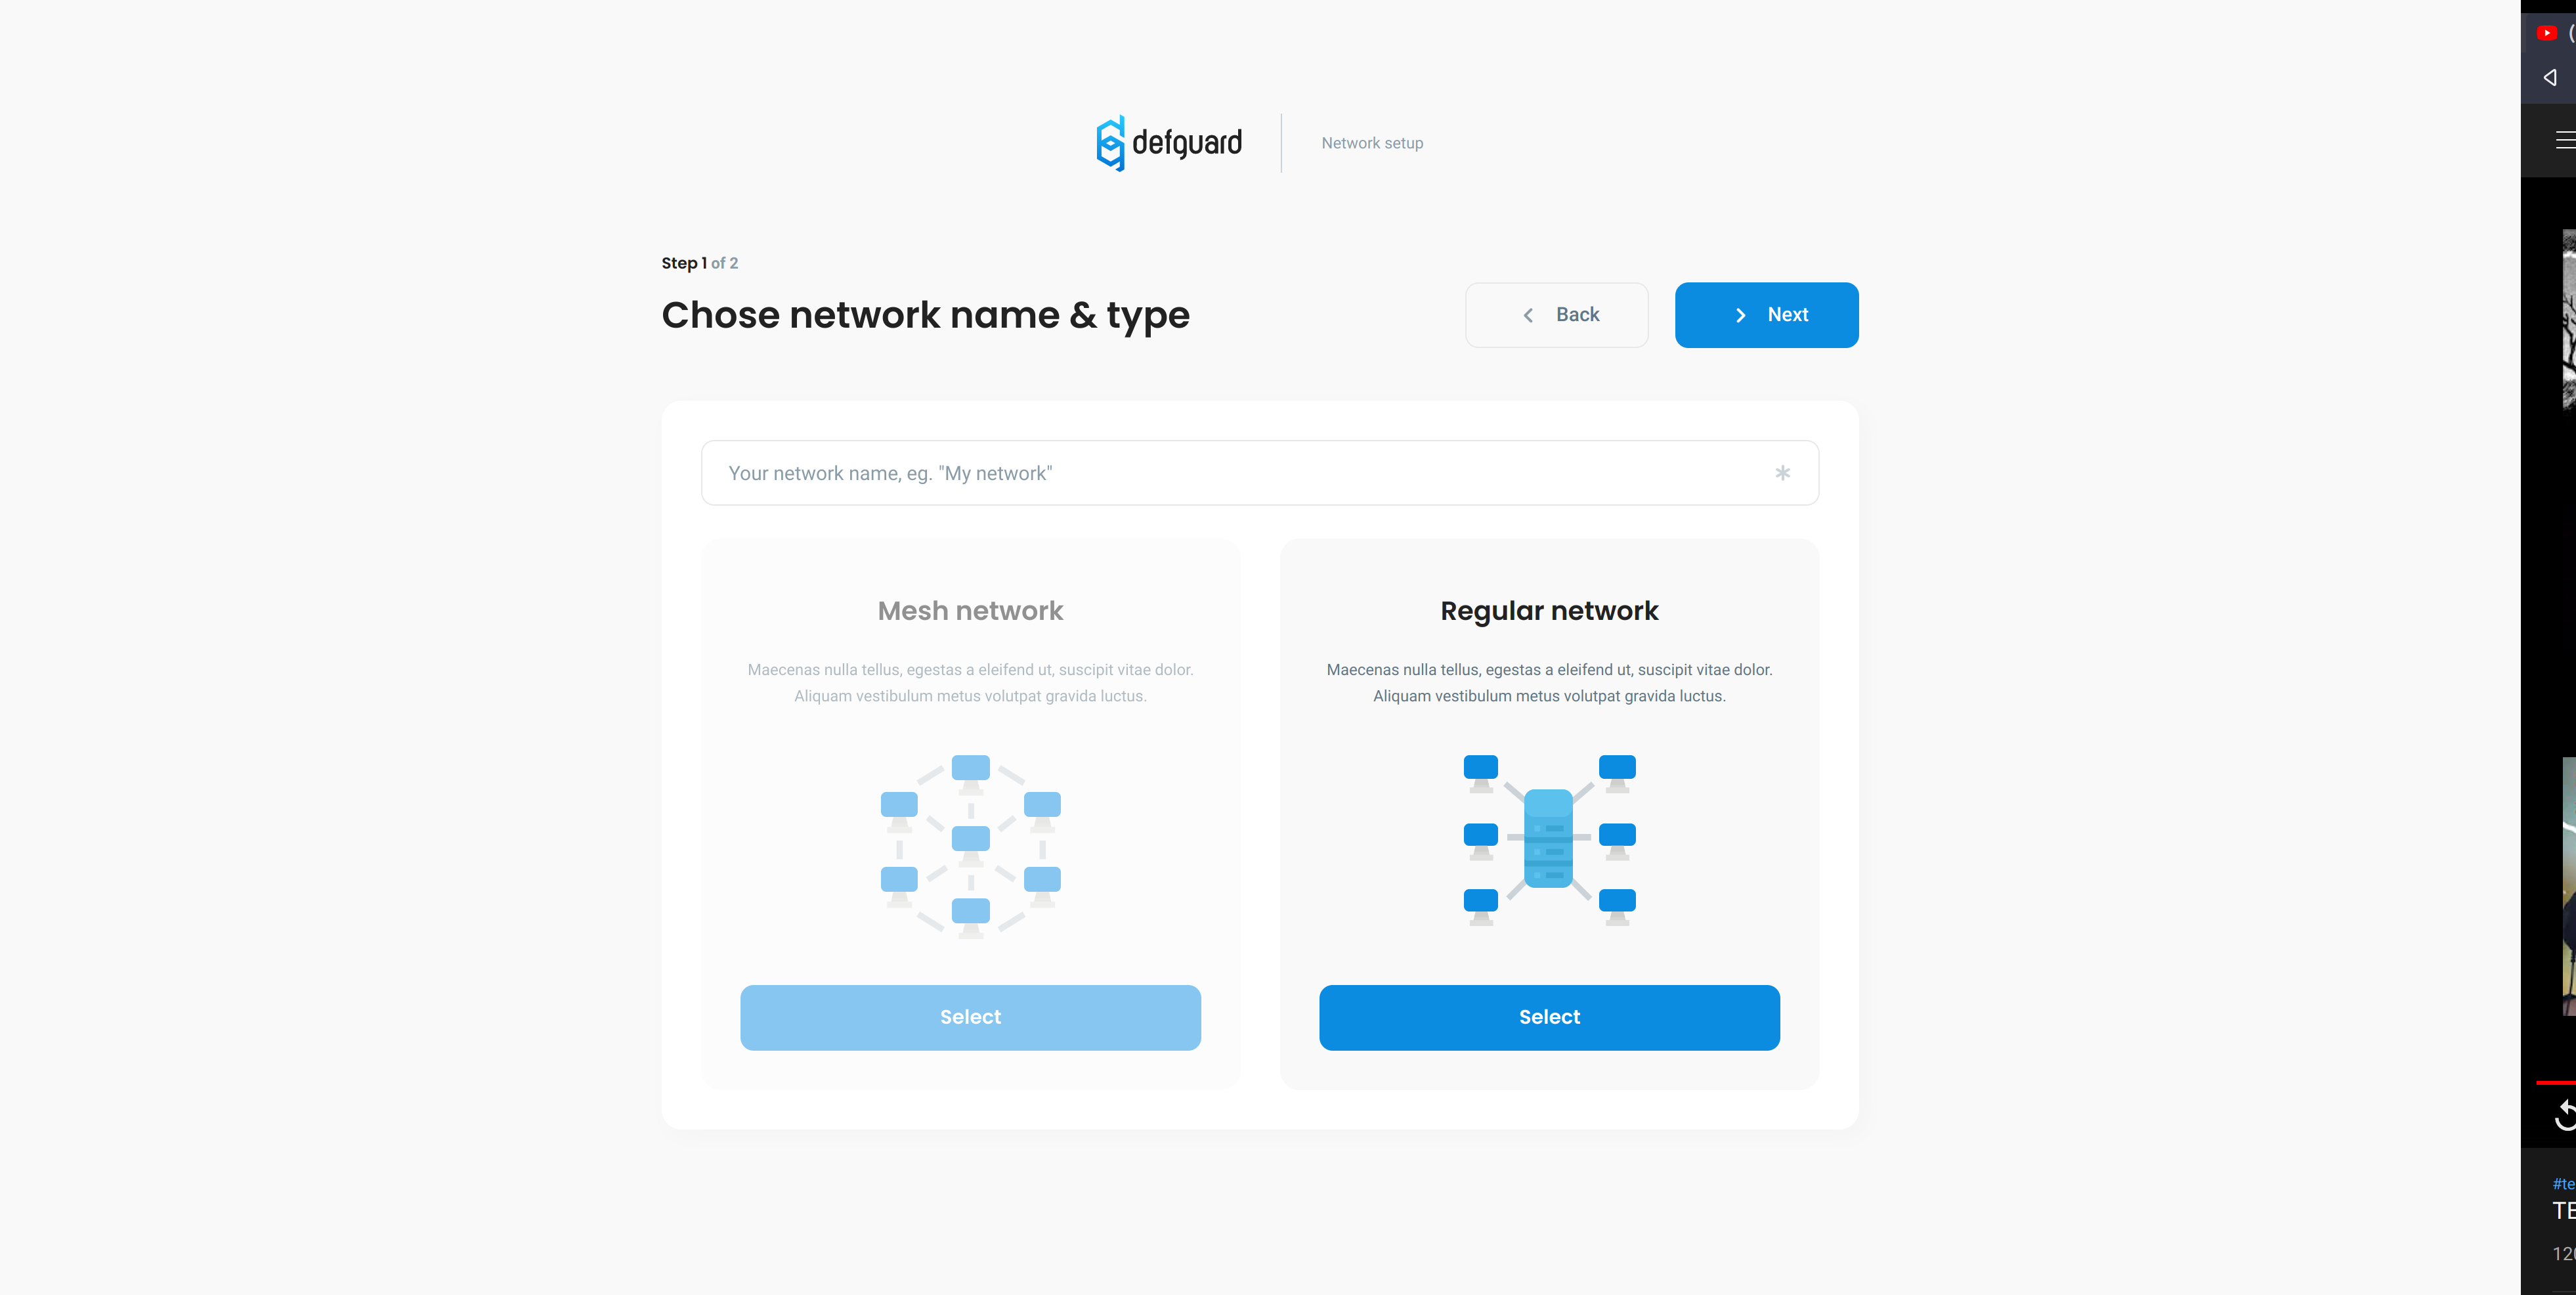 defguard
Network setup
Step 1 of 2
Chose network name & type
Back
Next
Your network name, eg. "My network"
*
Mesh network
Maecenas nulla tellus, egestas a eleifend ut, suscipit vitae dolor.
Aliquam vestibulum metus volutpat gravida luctus.
Select
Regular network
Maecenas nulla tellus, egestas a eleifend ut, suscipit vitae dolor.
Aliquam vestibulum metus volutpat gravida luctus.
Select
(
#te
TE